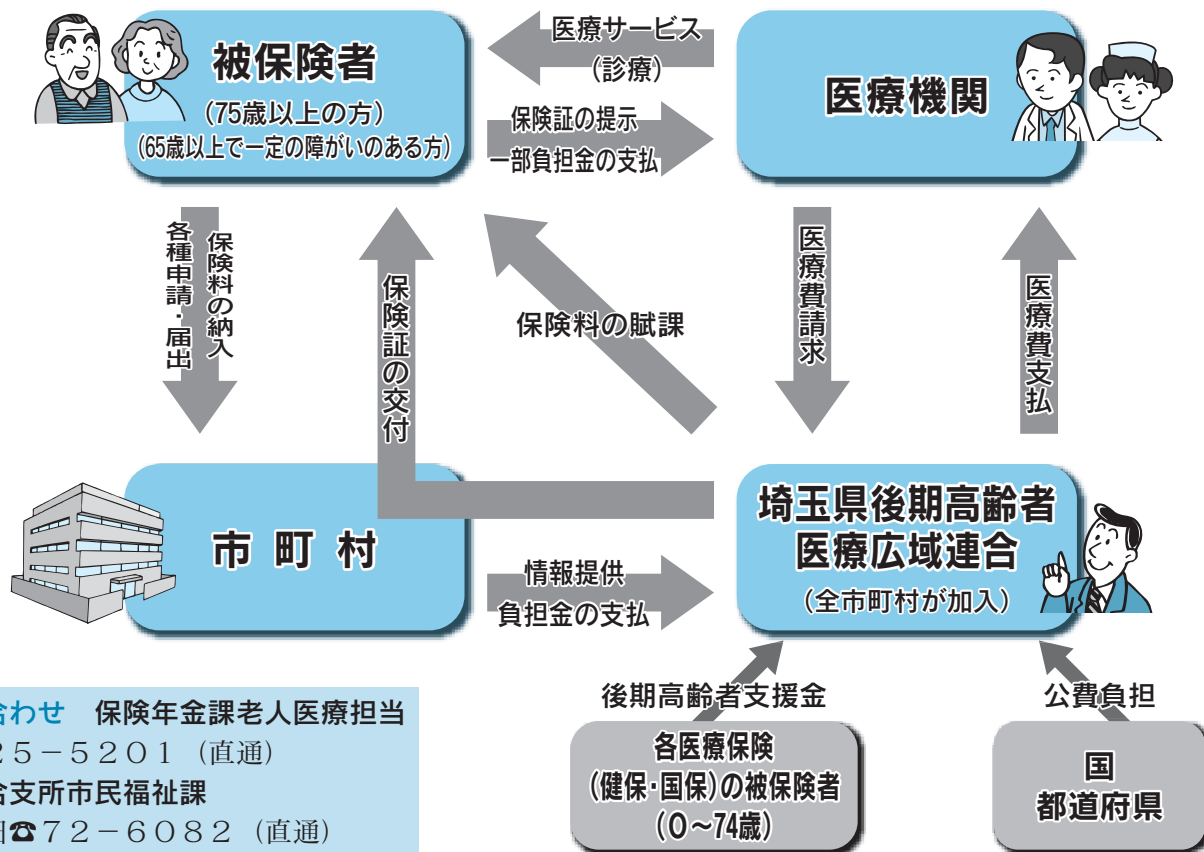 被保険者
(75歳以上の方)
(65歳以上で一定の障がいのある方)
医療サービス
(診療)
保険証の提示
一部負担金の支払
医療機関
各種申請・届出
保険料の納入
保険証の交付
保険料の賦課
医療費請求
医療費支払
市町村
情報提供
負担金の支払
埼玉県後期高齢者
医療広域連合
(全市町村が加入)
後期高齢者支援金
公費負担
各医療保険
(健保・国保)の被保険者
(0～74歳)
国
都道府県
合わせ 保険年金課老人医療担当
25－5201 (直通)
支所市民福祉課
☎72－6082 (直通)